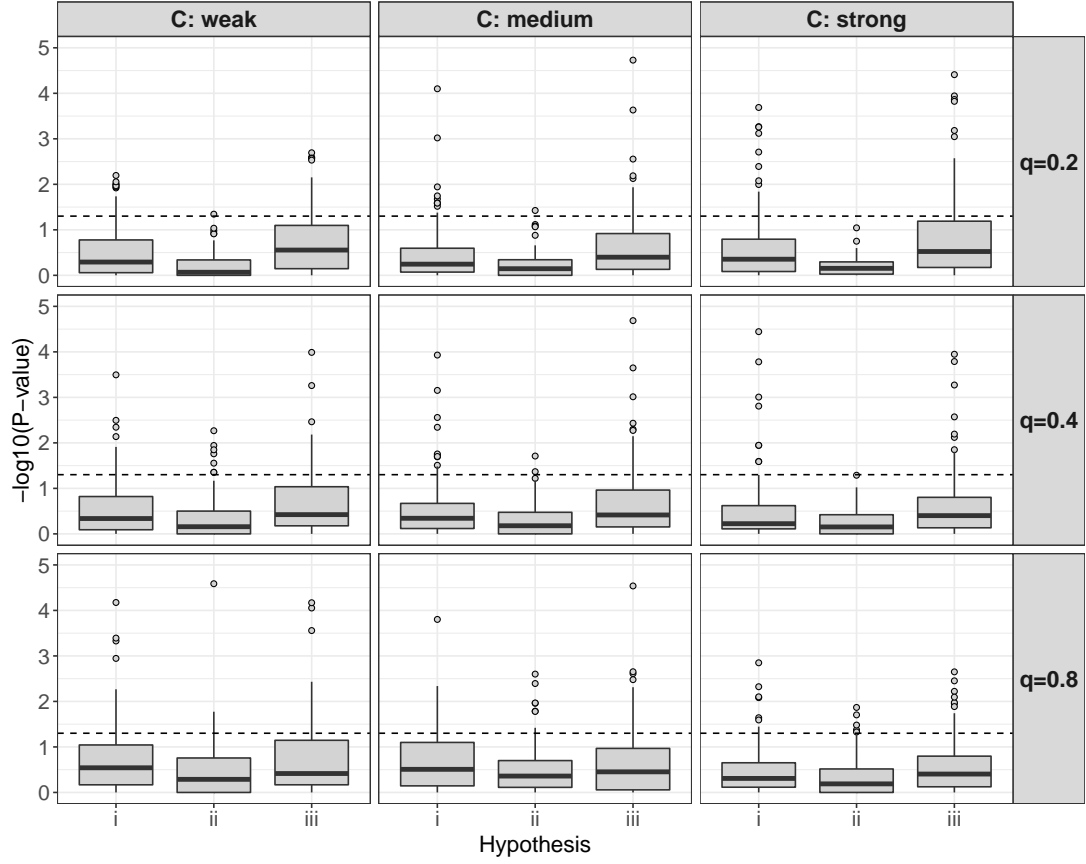 C: weak C: medium C: strong
5
4
3
2
1
0
q=0.2
5
4
3
2
1
0
q=0.4
5
4
3
2
1
0
q=0.8
−log10(P−value)
i ii iii i ii iii i ii iii
Hypothesis